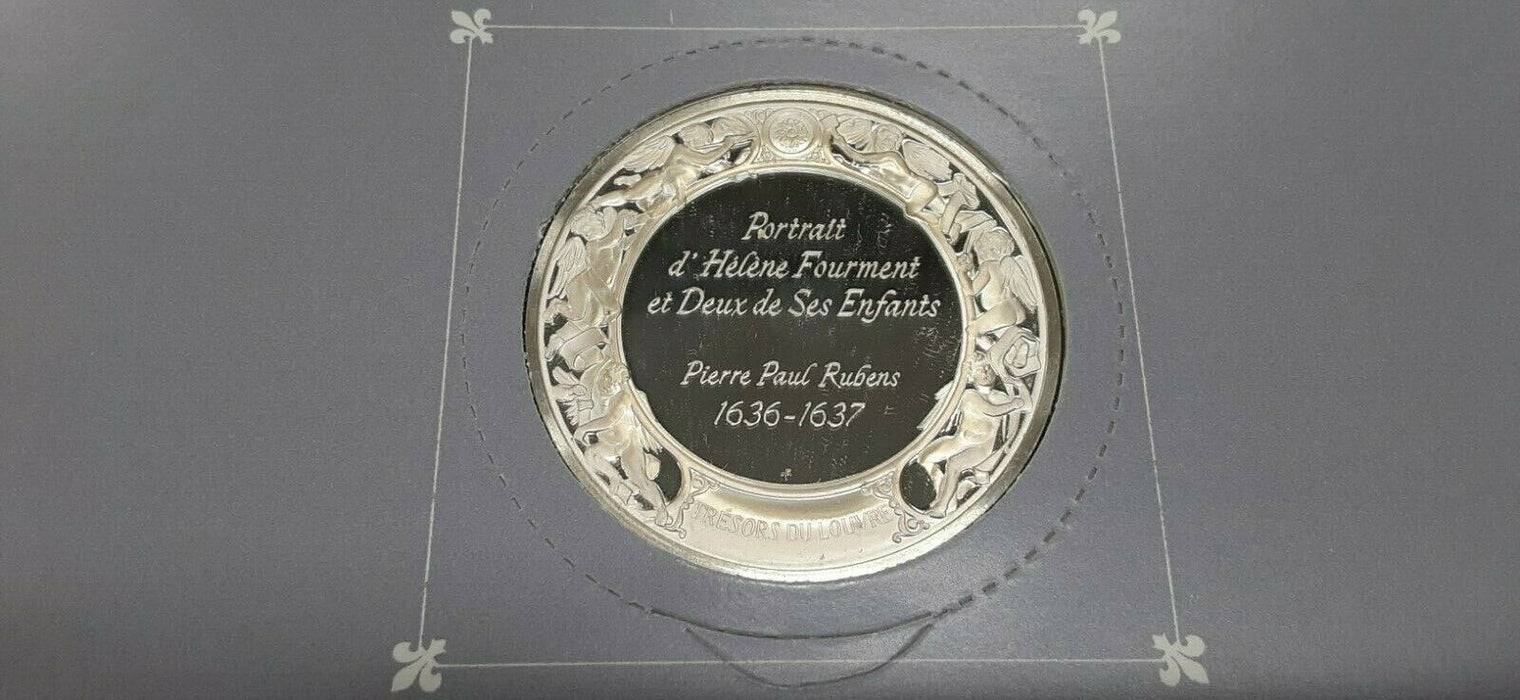 Portrait
d' Hélène Fourment
et Deux de Ses Enfants
Pierre Paul Rubens
1636-1637
TRÉSORS DU LOUVRE